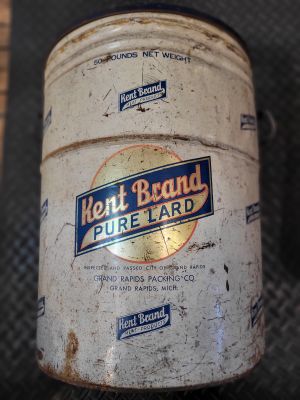 50 POUNDS NET WEIGHT
Kent Brand
Kent Brand
PURE LARD
INSPECTED AND PASSED CITY OF GRAND RAPIDS
GRAND RAPIDS PACKING CO.
GRAND RAPIDS, MICH.
Kent Brand